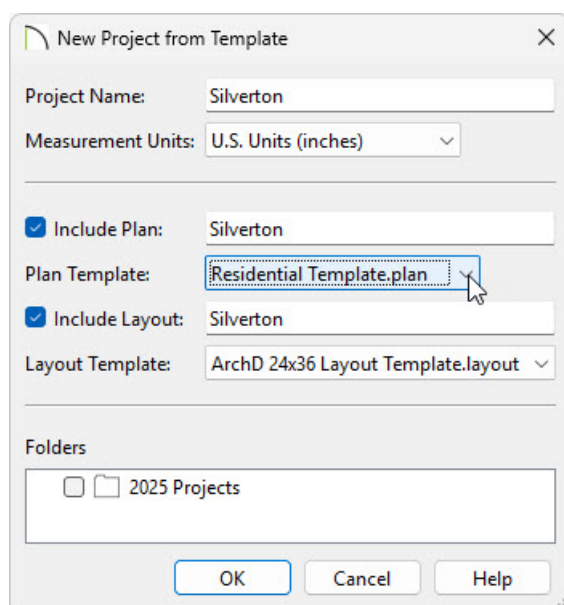 New Project from Template
Project Name: Silverton
Measurement Units: U.S. Units (inches)
Include Plan: Silverton
Plan Template: Residential Template.plan
Include Layout: Silverton
Layout Template: ArchD 24x36 Layout Template.layout
Folders
2025 Projects
OK Cancel Help